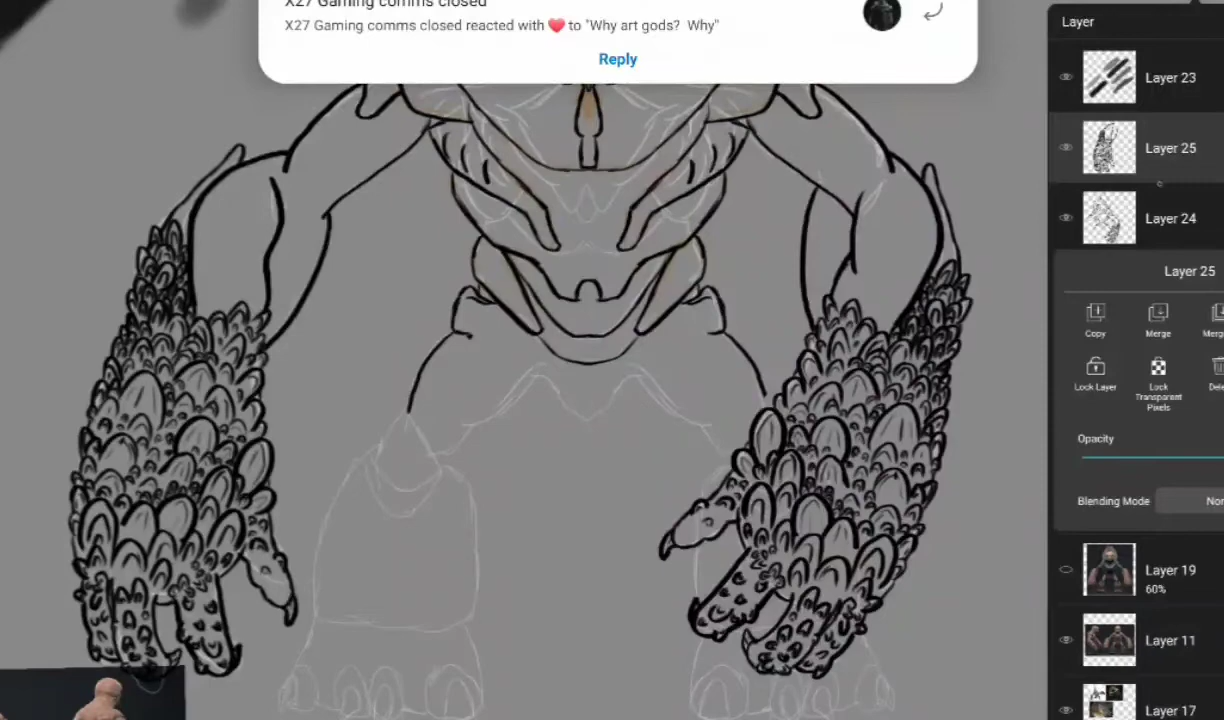 X27 Gaming comms closed
X27 Gaming comms closed reacted with ❤️ to "Why art gods?  Why"
Reply
Layer
Layer 23
Layer 25
Layer 24
Layer 25
Copy
Merge
Lock Layer
Lock Transparent Pixels
Opacity
Blending Mode
Layer 19
60%
Layer 11
Layer 17